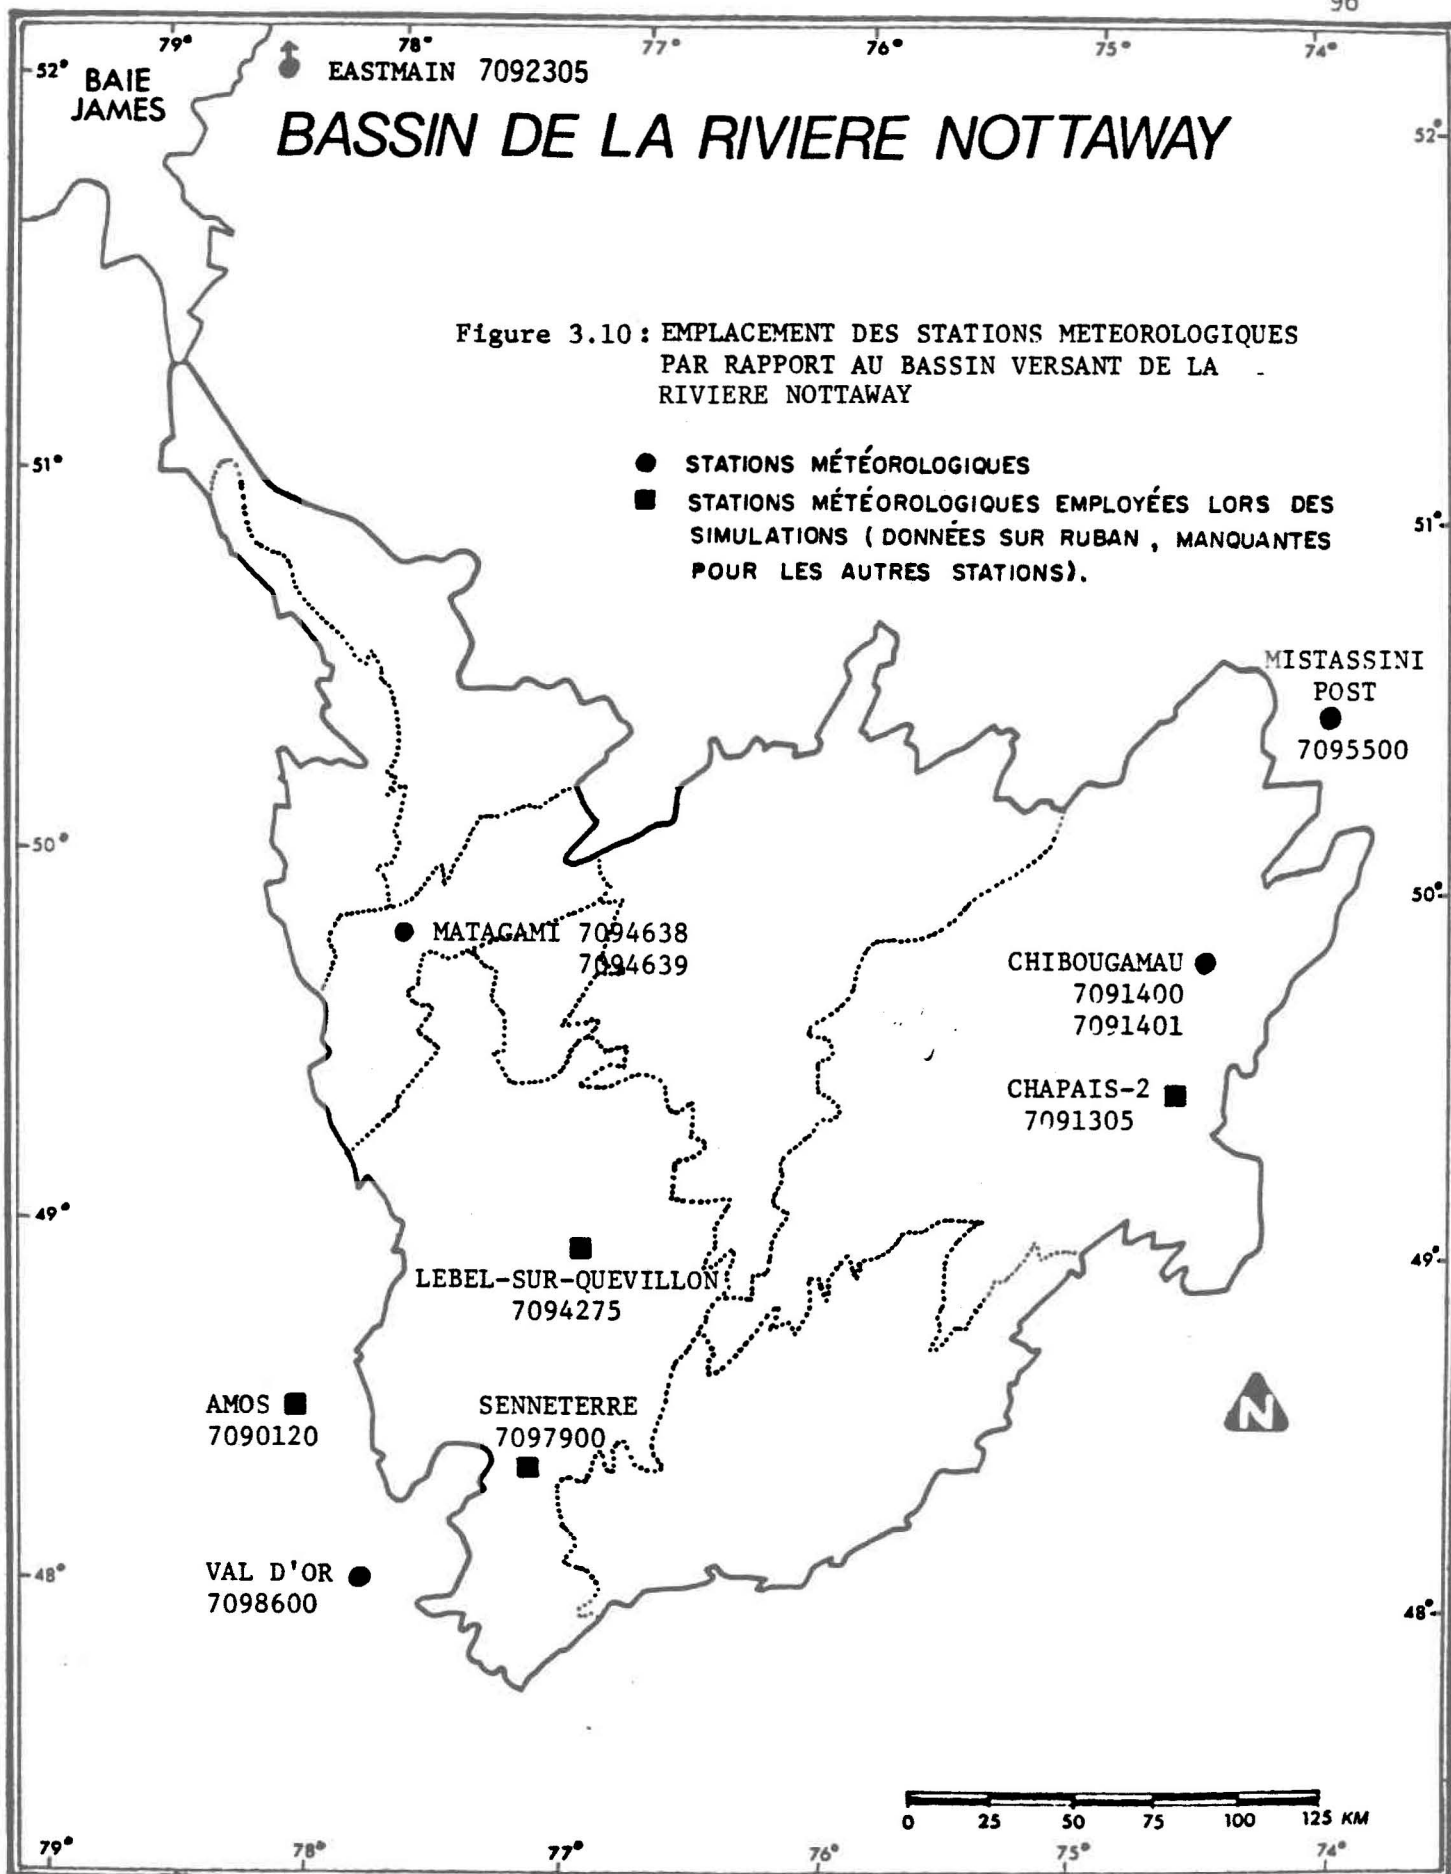 79° 78° 77° 76° 75° 74°
52°
BAIE
JAMES
EASTMAIN 7092305
BASSIN DE LA RIVIERE NOTTAWAY
52°
Figure 3.10: EMPLACEMENT DES STATIONS METEOROLOGIQUES
PAR RAPPORT AU BASSIN VERSANT DE LA
RIVIERE NOTTAWAY
51°
STATIONS MÉTÉOROLOGIQUES
STATIONS MÉTÉOROLOGIQUES EMPLOYÉES LORS DES
SIMULATIONS ( DONNÉES SUR RUBAN , MANQUANTES
POUR LES AUTRES STATIONS).
51°
MISTASSINI
POST
7095500
50°
50°
MATAGAMI 7094638
7094639
CHIBOUGAMAU
7091400
7091401
CHAPAIS-2
7091305
49°
49°
LEBEL-SUR-QUEVILLON
7094275
AMOS
7090120
SENNETERRE
7097900
N
VAL D'OR
7098600
48°
48°
0 25 50 75 100 125 KM
79° 78° 77° 76° 75° 74°